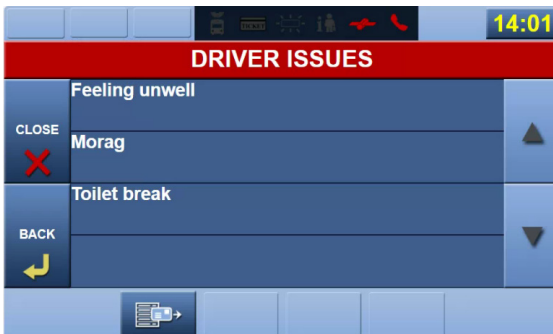 14:01
DRIVER ISSUES
Feeling unwell
CLOSE
Morag
Toilet break
BACK